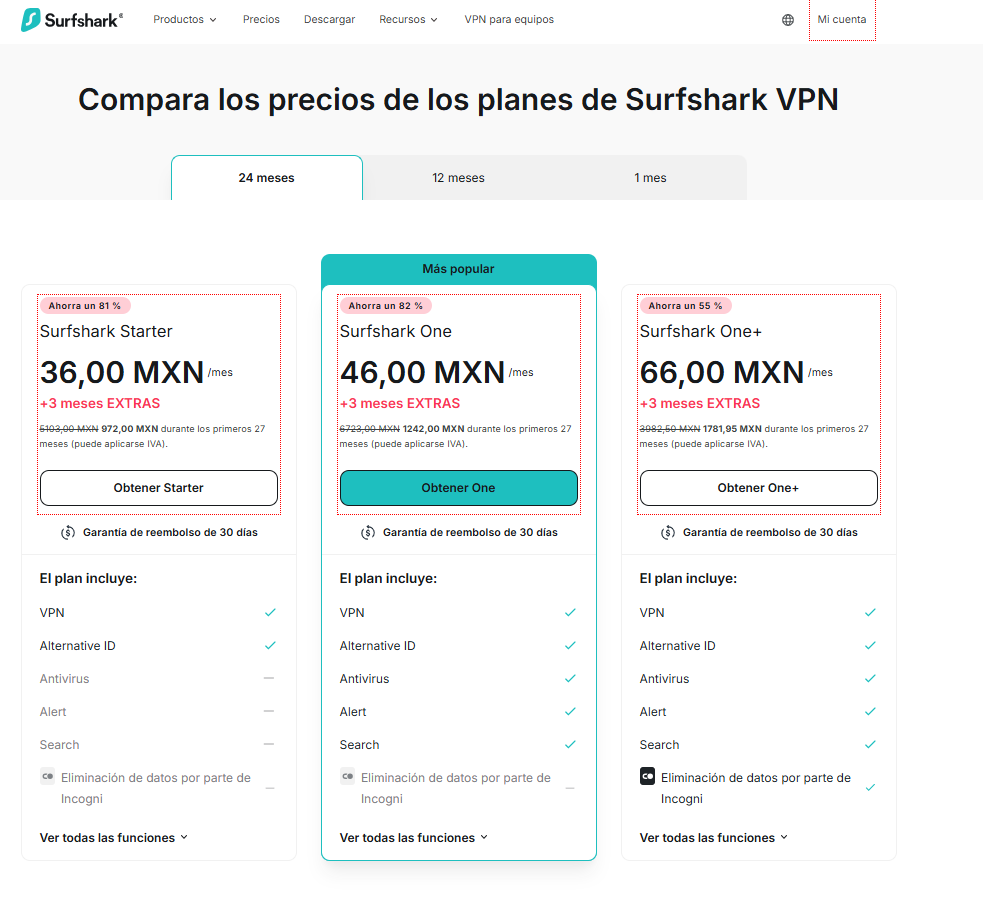 Surfshark®
Productos
Precios
Descargar
Recursos
VPN para equipos
Mi cuenta
Compara los precios de los planes de Surfshark VPN
24 meses
12 meses
1 mes
Ahorra un 81 %
Surfshark Starter
36,00 MXN /mes
+3 meses EXTRAS
5103,00 MXN 972,00 MXN durante los primeros 27
meses (puede aplicarse IVA).
Obtener Starter
Garantía de reembolso de 30 días
El plan incluye:
VPN
Alternative ID
Antivirus
Alert
Search
Eliminación de datos por parte de
Incogni
Ver todas las funciones
Más popular
Ahorra un 82 %
Surfshark One
46,00 MXN /mes
+3 meses EXTRAS
6723,00 MXN 1242,00 MXN durante los primeros 27
meses (puede aplicarse IVA).
Obtener One
Garantía de reembolso de 30 días
El plan incluye:
VPN
Alternative ID
Antivirus
Alert
Search
Eliminación de datos por parte de
Incogni
Ver todas las funciones
Ahorra un 55 %
Surfshark One+
66,00 MXN /mes
+3 meses EXTRAS
3982,50 MXN 1781,95 MXN durante los primeros 27
meses (puede aplicarse IVA).
Obtener One+
Garantía de reembolso de 30 días
El plan incluye:
VPN
Alternative ID
Antivirus
Alert
Search
Eliminación de datos por parte de
Incogni
Ver todas las funciones